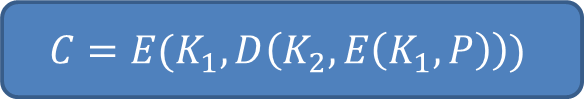 C = E(K₁, D(K₂, E(K₁, P)))